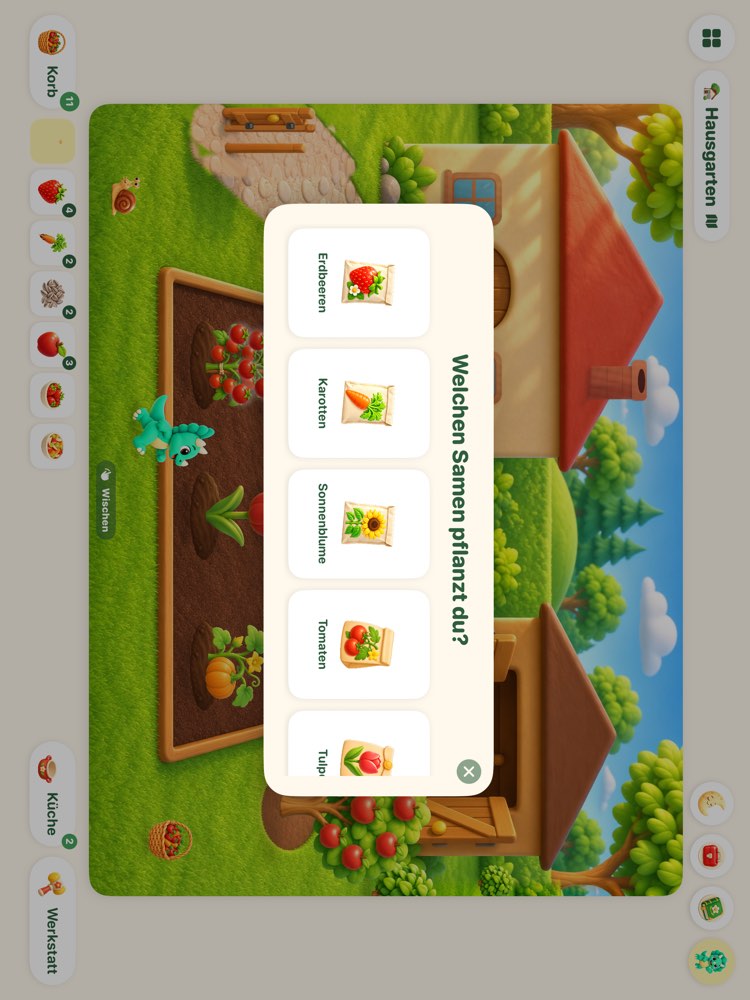 Hausgarten
Welchen Samen pflanzt du?
Erdbeeren
Karotten
Sonnenblume
Tomaten
Tulp
Wischen
Korb
11
4
2
2
3
Küche
2
Werkstatt